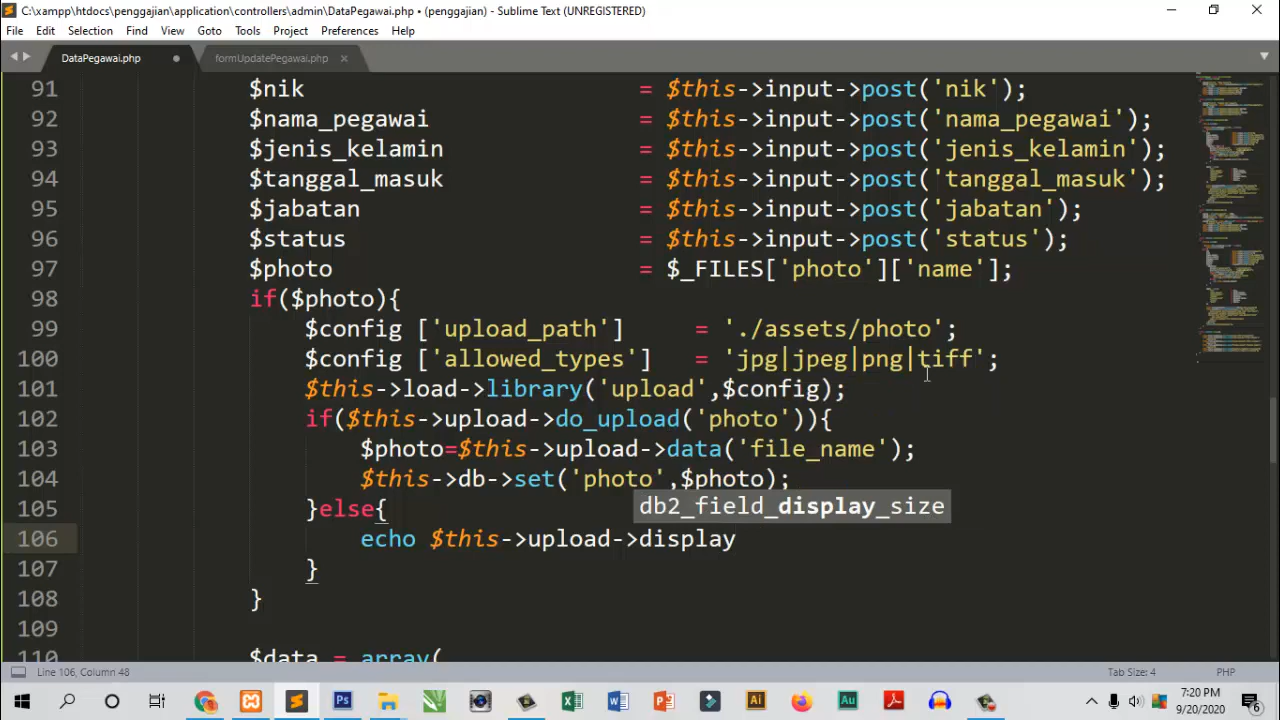 C:\xampp\htdocs\penggajian\application\controllers\admin\DataPegawai.php • (penggajian) - Sublime Text (UNREGISTERED)
File Edit Selection Find View Goto Tools Project Preferences Help
DataPegawai.php formUpdatePegawai.php
91 $nik = $this->input->post('nik');
92 $nama_pegawai = $this->input->post('nama_pegawai');
93 $jenis_kelamin = $this->input->post('jenis_kelamin');
94 $tanggal_masuk = $this->input->post('tanggal_masuk');
95 $jabatan = $this->input->post('jabatan');
96 $status = $this->input->post('status');
97 $photo = $_FILES['photo']['name'];
98 if($photo){
99 $config ['upload_path'] = './assets/photo';
100 $config ['allowed_types'] = 'jpg|jpeg|png|tiff';
101 $this->load->library('upload',$config);
102 if($this->upload->do_upload('photo')){
103 $photo=$this->upload->data('file_name');
104 $this->db->set('photo',$photo);
105 }else{
db2_field_display_size
106 echo $this->upload->display
107 }
108 }
109
110 $data = array(
Line 106, Column 48 Tab Size: 4 PHP
7:20 PM
9/20/2020
6